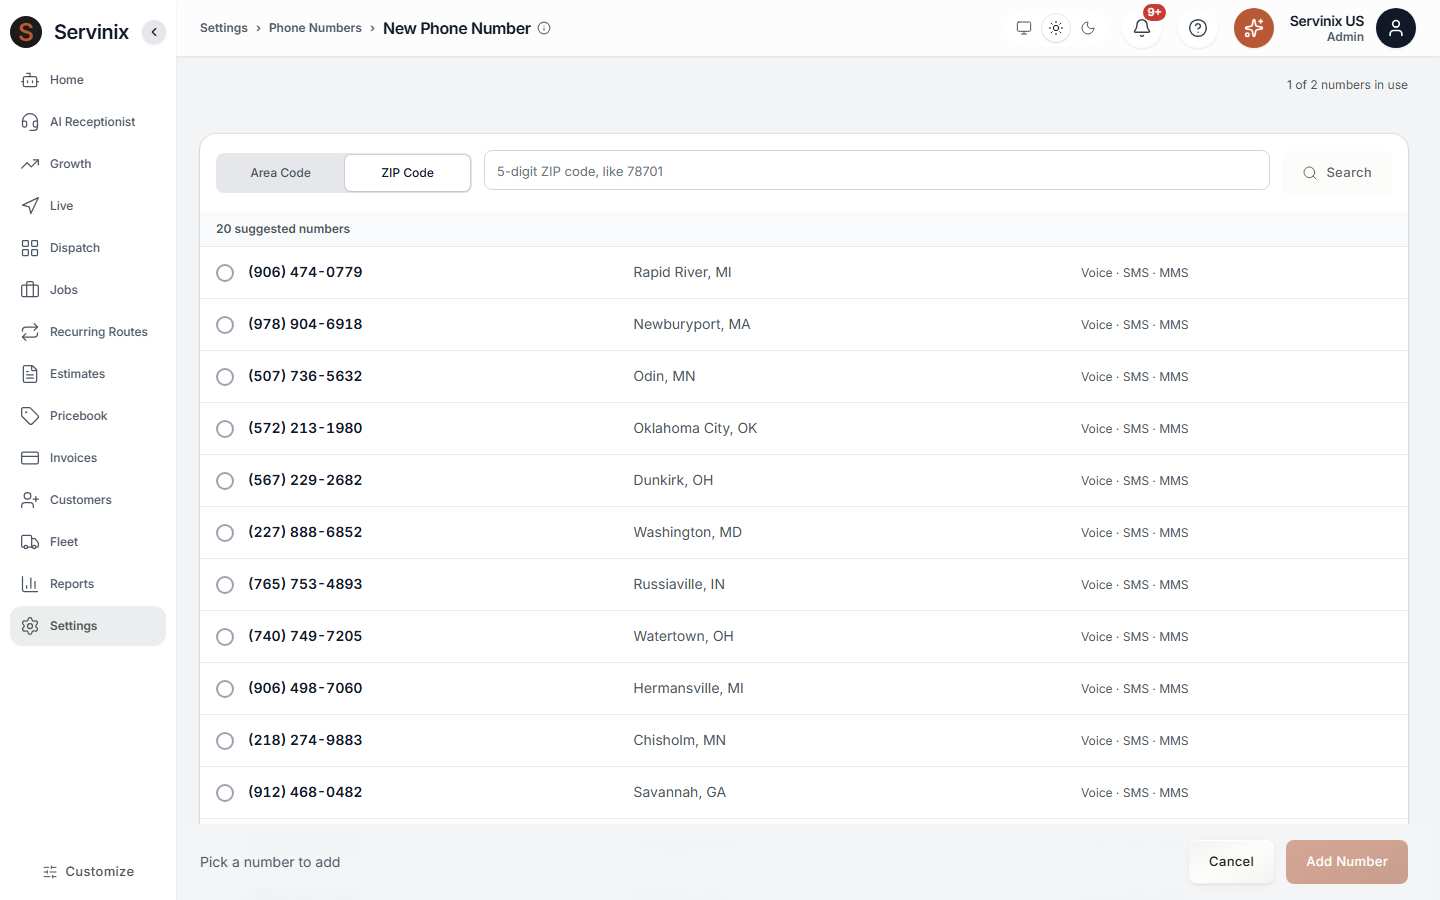 Servinix
Settings › Phone Numbers › New Phone Number
9+
Servinix US
Admin
Home
AI Receptionist
Growth
Live
Dispatch
Jobs
Recurring Routes
Estimates
Pricebook
Invoices
Customers
Fleet
Reports
Settings
Customize
1 of 2 numbers in use
Area Code ZIP Code 5-digit ZIP code, like 78701 Search
20 suggested numbers
(906) 474-0779 Rapid River, MI Voice · SMS · MMS
(978) 904-6918 Newburyport, MA Voice · SMS · MMS
(507) 736-5632 Odin, MN Voice · SMS · MMS
(572) 213-1980 Oklahoma City, OK Voice · SMS · MMS
(567) 229-2682 Dunkirk, OH Voice · SMS · MMS
(227) 888-6852 Washington, MD Voice · SMS · MMS
(765) 753-4893 Russiaville, IN Voice · SMS · MMS
(740) 749-7205 Watertown, OH Voice · SMS · MMS
(906) 498-7060 Hermansville, MI Voice · SMS · MMS
(218) 274-9883 Chisholm, MN Voice · SMS · MMS
(912) 468-0482 Savannah, GA Voice · SMS · MMS
Pick a number to add Cancel Add Number